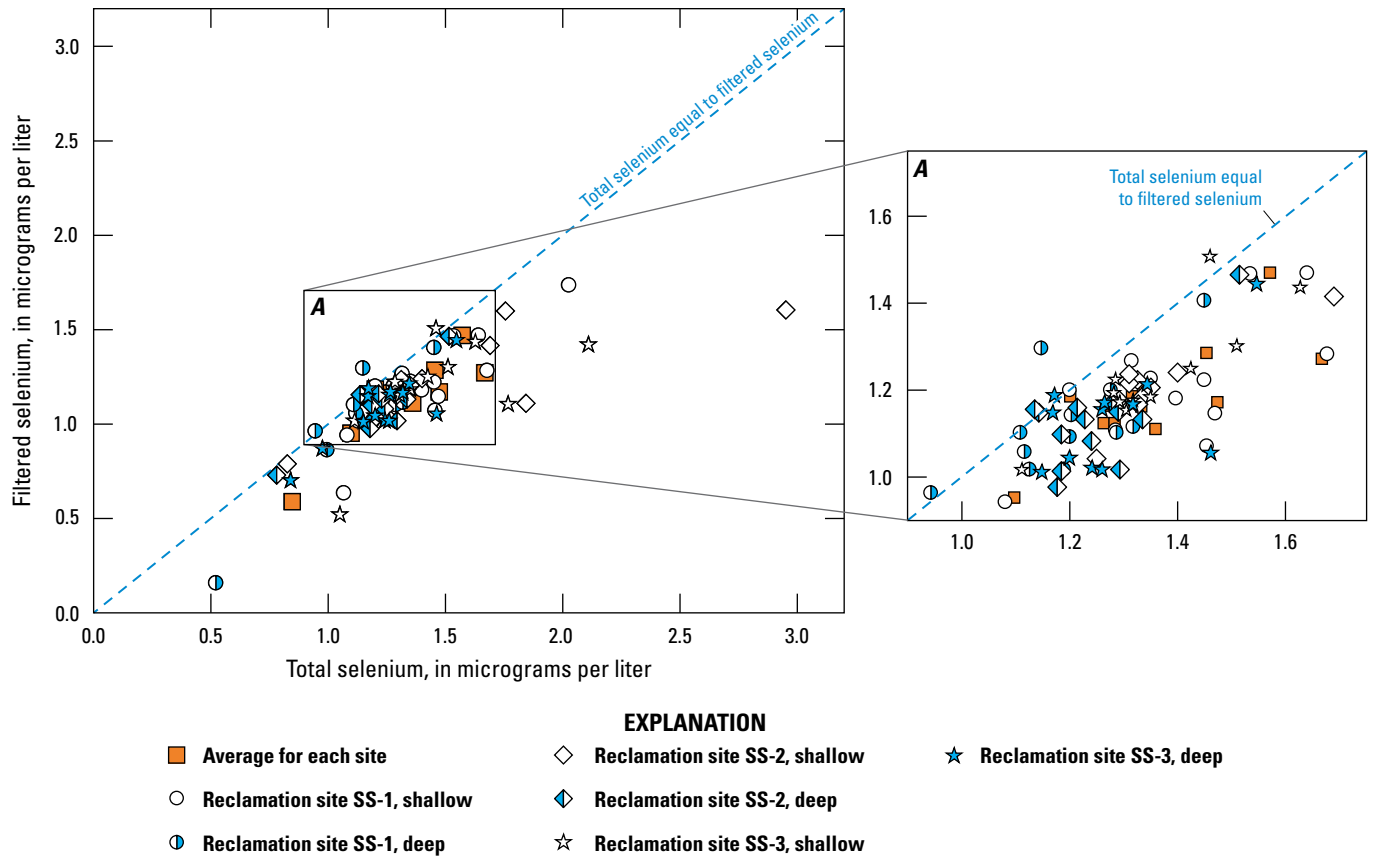 Filtered selenium, in micrograms per liter
3.0
2.5
2.0
1.5
1.0
0.5
0.0
0.0 0.5 1.0 1.5 2.0 2.5 3.0
Total selenium, in micrograms per liter
Total selenium equal to filtered selenium
A
A
Total selenium equal
to filtered selenium
1.6
1.4
1.2
1.0
1.0 1.2 1.4 1.6
EXPLANATION
Average for each site
Reclamation site SS-1, shallow
Reclamation site SS-1, deep
Reclamation site SS-2, shallow
Reclamation site SS-2, deep
Reclamation site SS-3, shallow
Reclamation site SS-3, deep